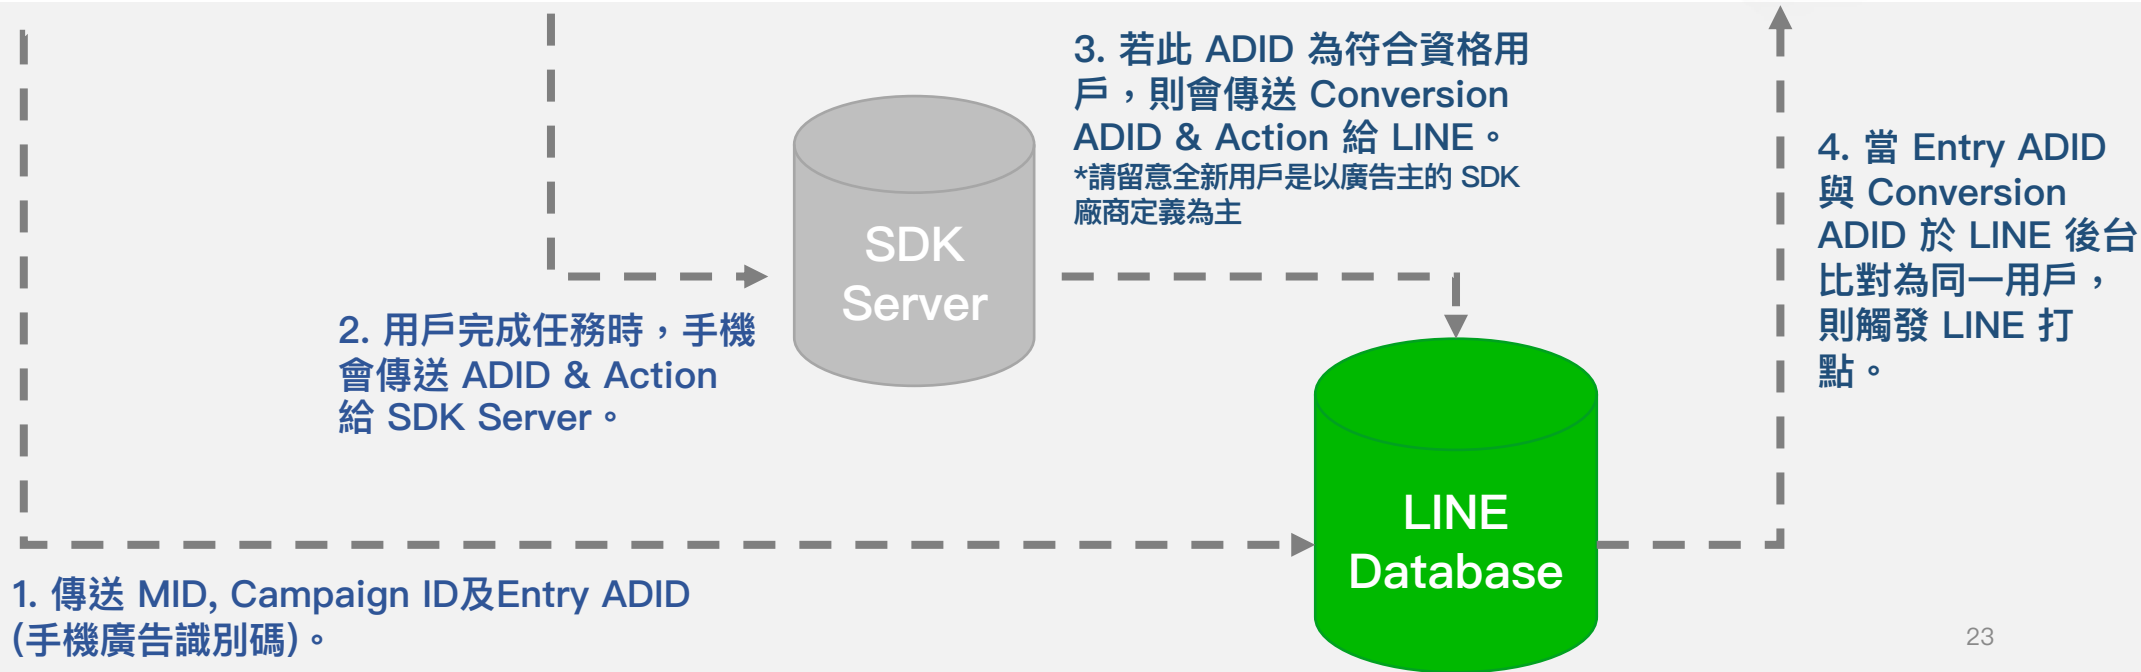 1. 傳送 MID, Campaign ID及Entry ADID
(手機廣告識別碼)。
2. 用戶完成任務時，手機
會傳送 ADID & Action
給 SDK Server。
SDK
Server
3. 若此 ADID 為符合資格用
戶，則會傳送 Conversion
ADID & Action 給 LINE。
*請留意全新用戶是以廣告主的 SDK
廠商定義為主
LINE
Database
4. 當 Entry ADID
與 Conversion
ADID 於 LINE 後台
比對為同一用戶，
則觸發 LINE 打
點。
23